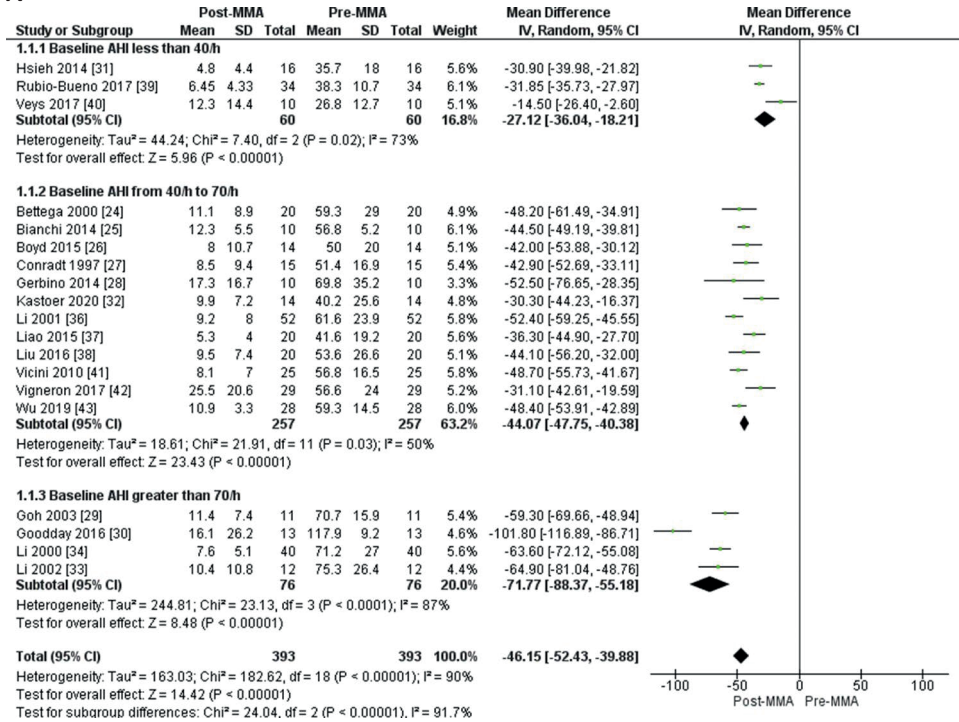 Post-MMA Pre-MMA Mean Difference Mean Difference
Study or Subgroup Mean SD Total Mean SD Total Weight IV, Random, 95% CI IV, Random, 95% CI
1.1.1 Baseline AHI less than 40/h
Hsieh 2014 [31] 4.8 4.4 16 35.7 18 16 5.6% -30.90 [-39.98, -21.82]
Rubio-Bueno 2017 [39] 6.45 4.33 34 38.3 10.7 34 6.2% -31.85 [-35.73, -27.97]
Veys 2017 [40] 12.3 14.4 10 26.8 12.7 10 5.1% -14.50 [-26.40, -2.60]
Subtotal (95% CI) 60 60 16.8% -27.12 [-36.04, -18.21]
Heterogeneity: Tau² = 44.24; Chi² = 7.40, df = 2 (P = 0.02); I² = 73%
Test for overall effect: Z = 5.96 (P < 0.00001)
1.1.2 Baseline AHI from 40/h to 70/h
Bettega 2000 [24] 11.1 8.9 20 59.3 29 20 4.9% -48.20 [-61.49, -34.91]
Bianchi 2014 [25] 12.3 5.5 10 56.8 5.2 10 6.1% -44.50 [-49.19, -39.81]
Boyd 2015 [26] 8 10.7 14 50 20 14 5.1% -42.00 [-53.88, -30.12]
Conradt 1997 [27] 8.5 9.4 15 51.4 16.9 15 5.4% -42.90 [-52.69, -33.11]
Gerbino 2014 [28] 17.3 16.7 10 69.8 35.2 10 3.3% -52.50 [-76.65, -28.35]
Kastoer 2020 [32] 9.9 7.2 14 40.2 25.6 14 4.8% -30.30 [-44.23, -16.37]
Li 2001 [36] 9.2 8 52 61.6 23.9 52 5.8% -52.40 [-59.25, -45.55]
Liao 2015 [37] 5.3 4 20 41.6 19.2 20 5.6% -36.30 [-44.90, -27.70]
Liu 2016 [38] 9.5 7.4 20 53.6 26.6 20 5.0% -44.10 [-56.20, -32.00]
Vicini 2010 [41] 8.1 7 25 56.8 16.5 25 5.8% -48.70 [-55.73, -41.67]
Vigneron 2017 [42] 25.5 20.6 29 56.6 24 29 5.2% -31.10 [-42.61, -19.59]
Wu 2019 [43] 10.9 3.3 28 59.3 14.5 28 6.0% -48.40 [-53.91, -42.89]
Subtotal (95% CI) 257 257 63.2% -44.07 [-47.75, -40.38]
Heterogeneity: Tau² = 18.61; Chi² = 21.91, df = 11 (P = 0.03); I² = 50%
Test for overall effect: Z = 23.43 (P < 0.00001)
1.1.3 Baseline AHI greater than 70/h
Goh 2003 [29] 11.4 7.4 11 70.7 15.9 11 5.4% -59.30 [-69.66, -48.94]
Goodday 2016 [30] 16.1 26.2 13 117.9 9.2 13 4.6% -101.80 [-116.89, -86.71]
Li 2000 [34] 7.6 5.1 40 71.2 27 40 5.6% -63.60 [-72.12, -55.08]
Li 2002 [33] 10.4 10.8 12 75.3 26.4 12 4.4% -64.90 [-81.04, -48.76]
Subtotal (95% CI) 76 76 20.0% -71.77 [-88.37, -55.18]
Heterogeneity: Tau² = 244.81; Chi² = 23.13, df = 3 (P < 0.0001); I² = 87%
Test for overall effect: Z = 8.48 (P < 0.00001)
Total (95% CI) 393 393 100.0% -46.15 [-52.43, -39.88]
Heterogeneity: Tau² = 163.03; Chi² = 182.62, df = 18 (P < 0.00001); I² = 90%
Test for overall effect: Z = 14.42 (P < 0.00001)
Test for subgroup differences: Chi² = 24.04, df = 2 (P < 0.00001), I² = 91.7%
-100 -50 0 50 100
Post-MMA Pre-MMA